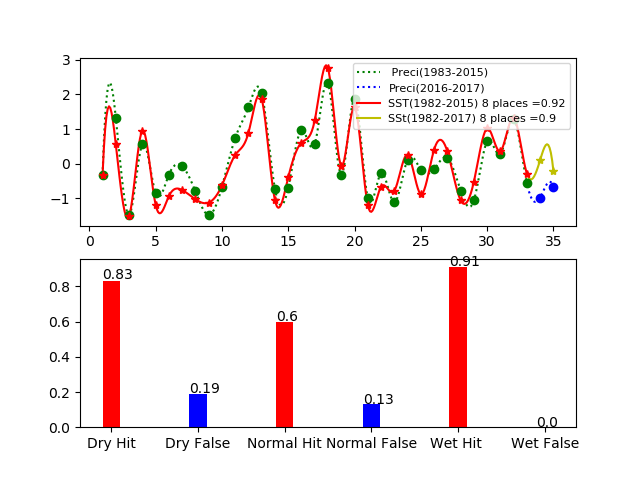 3
2
1
0
−1
Preci(1983-2015)
Preci(2016-2017)
SST(1982-2015) 8 places =0.92
SSt(1982-2017) 8 places =0.9
0 5 10 15 20 25 30 35
0.8
0.6
0.4
0.2
0.0
0.83
0.19
0.6
0.13
0.91
0.0
Dry Hit Dry False Normal Hit Normal False Wet Hit Wet False